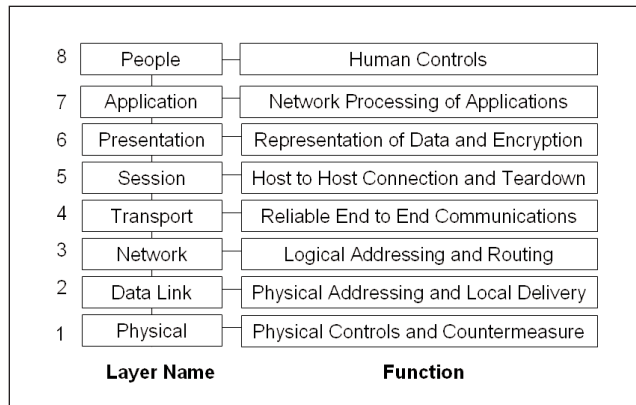 8 People Human Controls
7 Application Network Processing of Applications
6 Presentation Representation of Data and Encryption
5 Session Host to Host Connection and Teardown
4 Transport Reliable End to End Communications
3 Network Logical Addressing and Routing
2 Data Link Physical Addressing and Local Delivery
1 Physical Physical Controls and Countermeasure
Layer Name Function